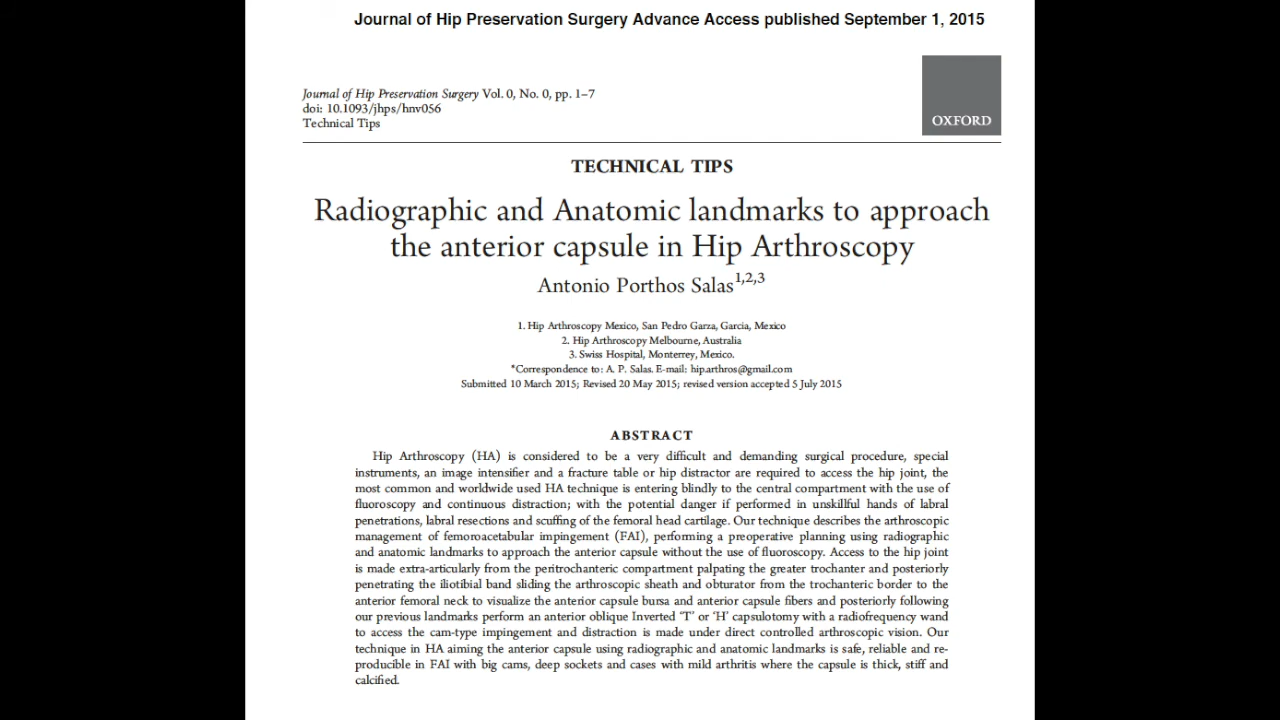 Journal of Hip Preservation Surgery Advance Access published September 1, 2015
Journal of Hip Preservation Surgery Vol. 0, No. 0, pp. 1–7
doi: 10.1093/jhps/hnv056
Technical Tips
OXFORD
TECHNICAL TIPS
Radiographic and Anatomic landmarks to approach
the anterior capsule in Hip Arthroscopy
Antonio Porthos Salas1,2,3
1. Hip Arthroscopy Mexico, San Pedro Garza, Garcia, Mexico
2. Hip Arthroscopy Melbourne, Australia
3. Swiss Hospital, Monterrey, Mexico.
*Correspondence to: A. P. Salas. E-mail: hip.arthros@gmail.com
Submitted 10 March 2015; Revised 20 May 2015; revised version accepted 5 July 2015
ABSTRACT
Hip Arthroscopy (HA) is considered to be a very difficult and demanding surgical procedure, special
instruments, an image intensifier and a fracture table or hip distractor are required to access the hip joint, the
most common and worldwide used HA technique is entering blindly to the central compartment with the use of
fluoroscopy and continuous distraction; with the potential danger if performed in unskillful hands of labral
penetrations, labral resections and scuffing of the femoral head cartilage. Our technique describes the arthroscopic
management of femoroacetabular impingement (FAI), performing a preoperative planning using radiographic
and anatomic landmarks to approach the anterior capsule without the use of fluoroscopy. Access to the hip joint
is made extra-articularly from the peritrochanteric compartment palpating the greater trochanter and posteriorly
penetrating the iliotibial band sliding the arthroscopic sheath and obturator from the trochanteric border to the
anterior femoral neck to visualize the anterior capsule bursa and anterior capsule fibers and posteriorly following
our previous landmarks perform an anterior oblique Inverted ‘T’ or ‘H’ capsulotomy with a radiofrequency wand
to access the cam-type impingement and distraction is made under direct controlled arthroscopic vision. Our
technique in HA aiming the anterior capsule using radiographic and anatomic landmarks is safe, reliable and re-
producible in FAI with big cams, deep sockets and cases with mild arthritis where the capsule is thick, stiff and
calcified.